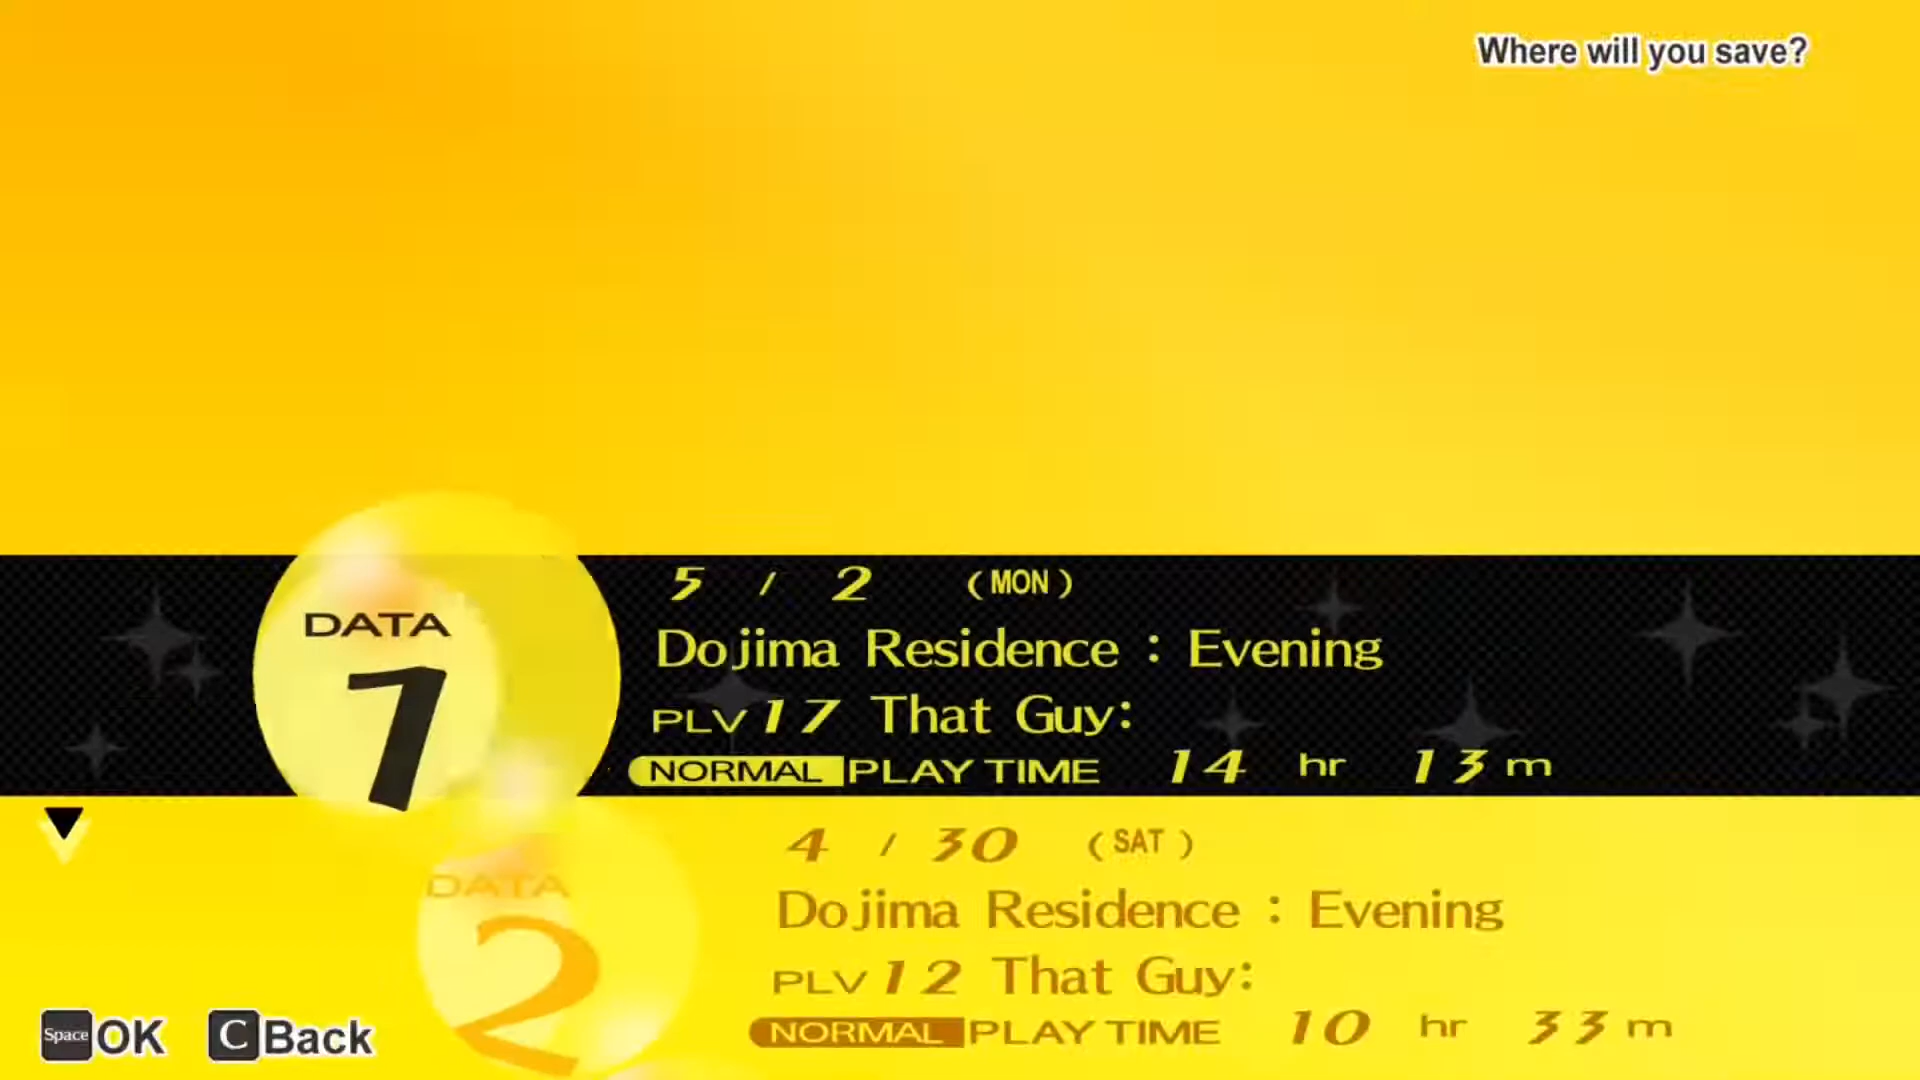 Where will you save?
DATA
1
5 / 2 (MON)
Dojima Residence : Evening
PLV 17 That Guy:
NORMAL PLAY TIME 14 hr 13 m
DATA
2
4 / 30 (SAT)
Dojima Residence : Evening
PLV 12 That Guy:
NORMAL PLAY TIME 10 hr 33 m
Space OK C Back